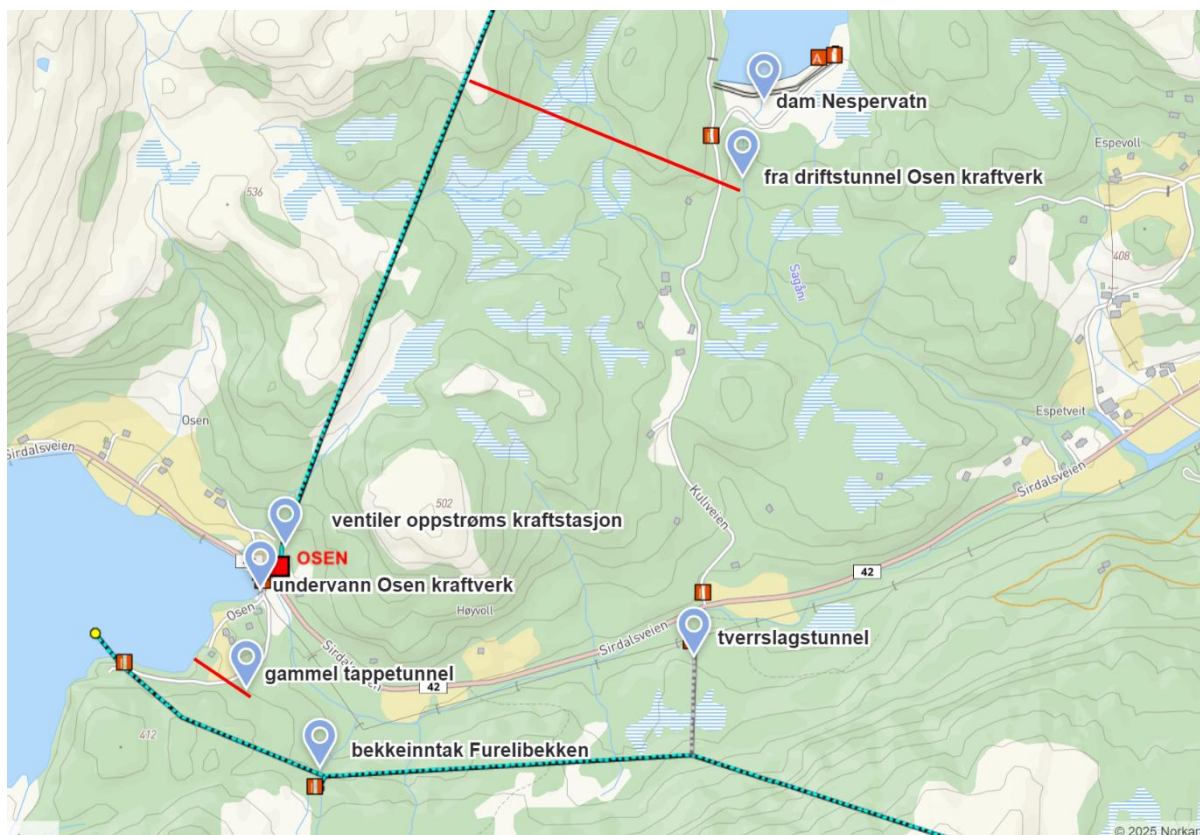 dam Nespervatn
A
Espevoll
fra driftstunnel Osen kraftverk
536
408
Sagåni
Osen
Espetveit
Sirdalsveien
Sirdalsveien
502
Kuliveien
ventiler oppstrøms kraftstasjon
OSEN
42
undervann Osen kraftverk
Høyvoll
Osen
Sirdalsveien
tverrslagstunnel
gammel tappetunnel
42
412
bekkeinntak Furelibekken
© 2025 Norkart